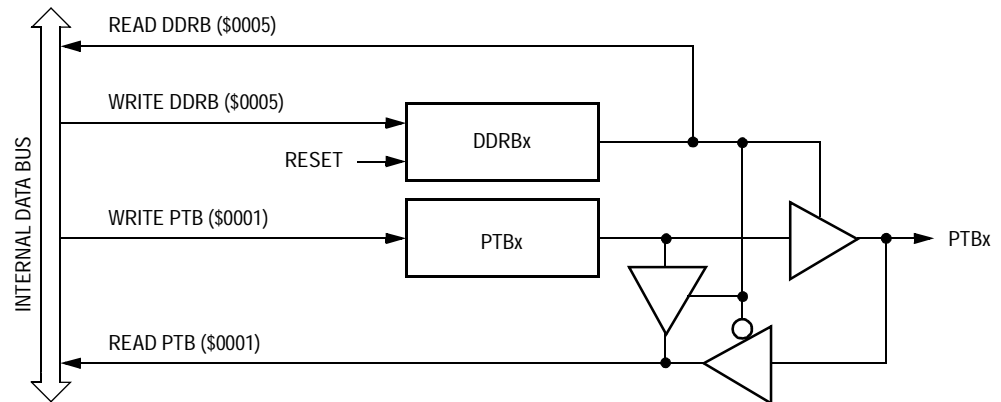 READ DDRB ($0005)
WRITE DDRB ($0005)
DDRBx
RESET
INTERNAL DATA BUS
WRITE PTB ($0001)
PTBx
PTBx
READ PTB ($0001)